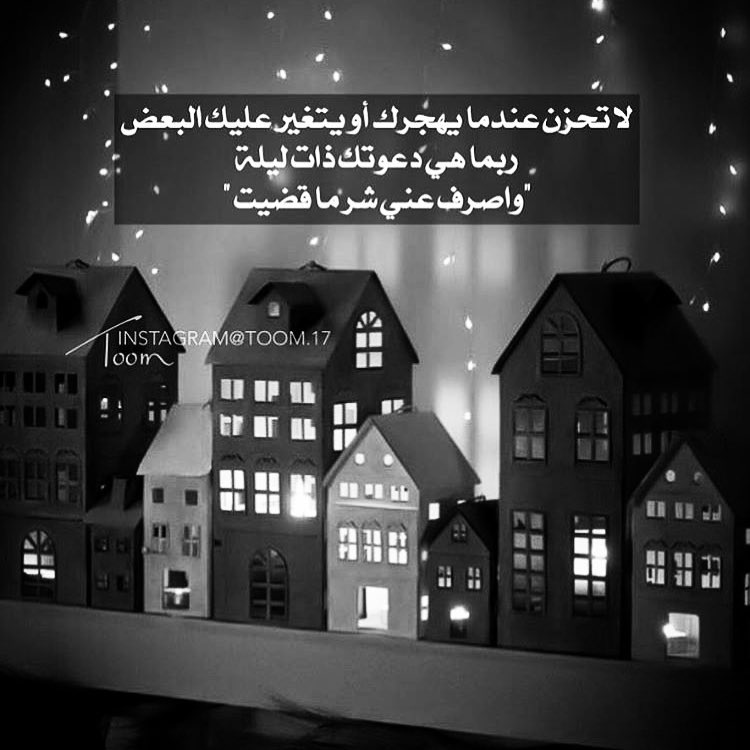 لا تحزن عندما يهجرك أو يتغير عليك البعض
ربما هي دعوتك ذات ليلة
"واصرف عني شر ما قضيت"
INSTAGRAM@TOOM.17
Toom